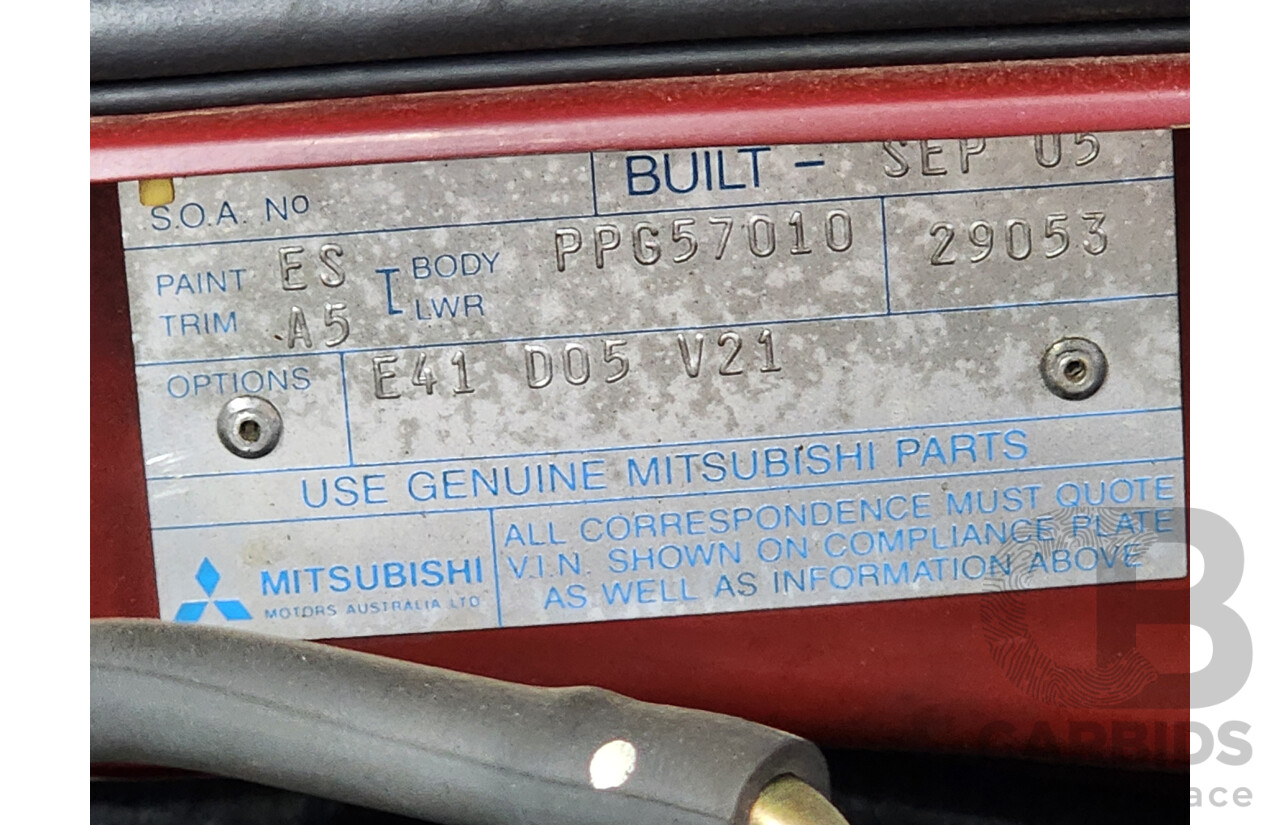 BUILT - SEP 05
S.O.A. No
PAINT ES BODY PPG57010 29053
TRIM A5 LWR
OPTIONS E41 D05 V21
USE GENUINE MITSUBISHI PARTS
MITSUBISHI
MOTORS AUSTRALIA LTD
ALL CORRESPONDENCE MUST QUOTE
V.I.N. SHOWN ON COMPLIANCE PLATE
AS WELL AS INFORMATION ABOVE
CARBIDS